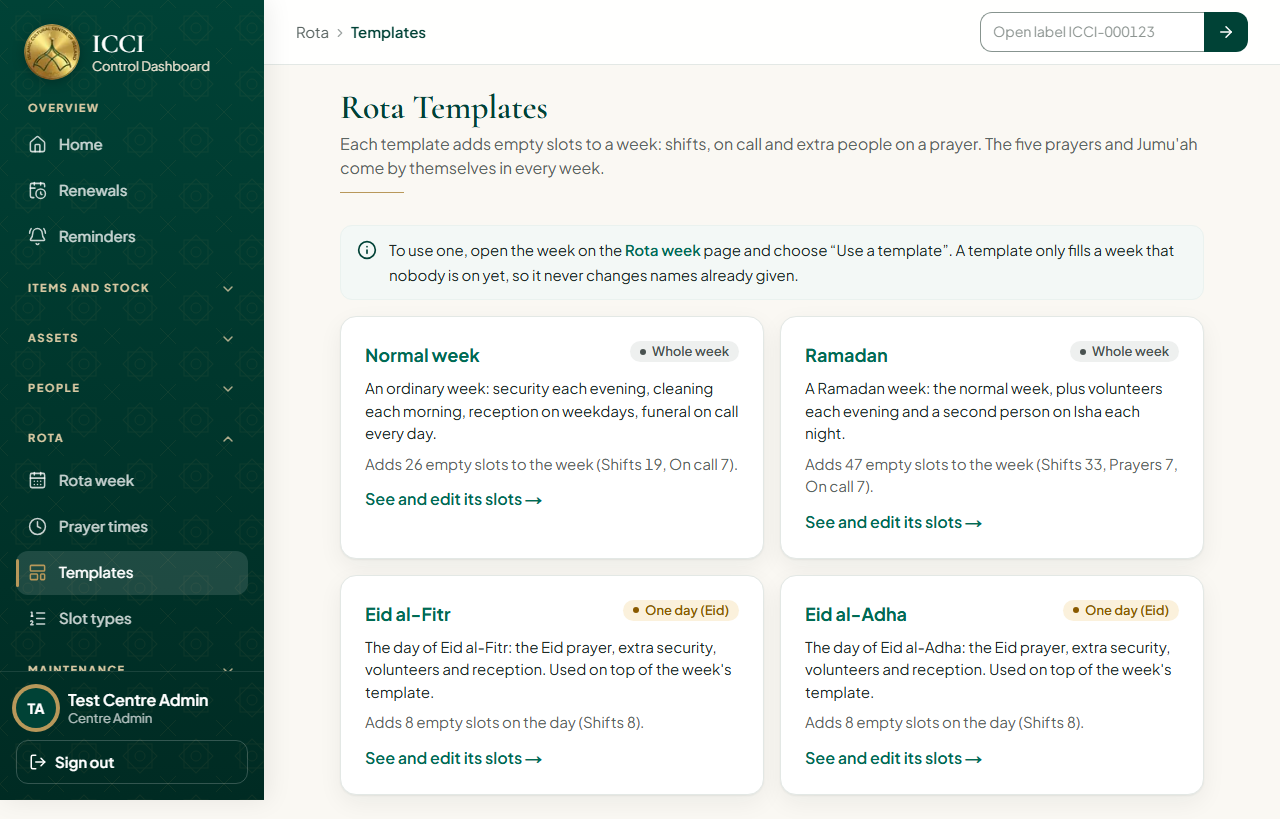 ICCI
Control Dashboard
OVERVIEW
Home
Renewals
Reminders
ITEMS AND STOCK
ASSETS
PEOPLE
ROTA
Rota week
Prayer times
Templates
Slot types
MAINTENANCE
TA
Test Centre Admin
Centre Admin
Sign out
Rota > Templates
Open label ICCI-000123
Rota Templates
Each template adds empty slots to a week: shifts, on call and extra people on a prayer. The five prayers and Jumu'ah
come by themselves in every week.
To use one, open the week on the Rota week page and choose “Use a template”. A template only fills a week that
nobody is on yet, so it never changes names already given.
Normal week
Whole week
An ordinary week: security each evening, cleaning
each morning, reception on weekdays, funeral on call
every day.
Adds 26 empty slots to the week (Shifts 19, On call 7).
See and edit its slots →
Ramadan
Whole week
A Ramadan week: the normal week, plus volunteers
each evening and a second person on Isha each
night.
Adds 47 empty slots to the week (Shifts 33, Prayers 7,
On call 7).
See and edit its slots →
Eid al-Fitr
One day (Eid)
The day of Eid al-Fitr: the Eid prayer, extra security,
volunteers and reception. Used on top of the week's
template.
Adds 8 empty slots on the day (Shifts 8).
See and edit its slots →
Eid al-Adha
One day (Eid)
The day of Eid al-Adha: the Eid prayer, extra security,
volunteers and reception. Used on top of the week's
template.
Adds 8 empty slots on the day (Shifts 8).
See and edit its slots →